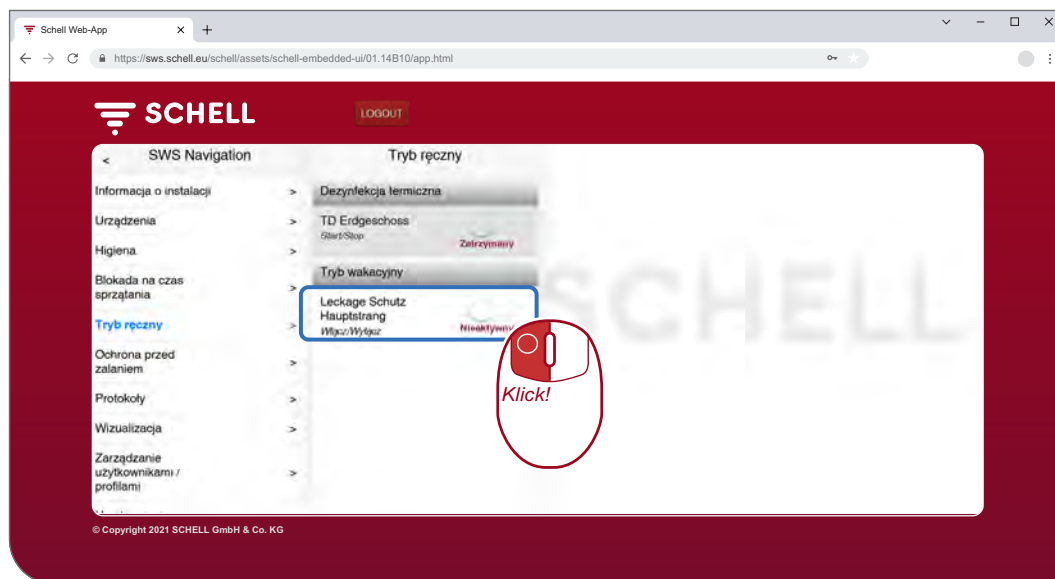 Schell Web-App
https://sws.schell.eu/schell/assets/schell-embedded-ui/01.14B10/app.html
SCHELL
LOGOUT
< SWS Navigation
Informacja o instalacji >
Urządzenia >
Higiena >
Blokada na czas
sprzątania >
Tryb ręczny >
Ochrona przed
zalaniem >
Protokoły >
Wizualizacja >
Zarządzanie
użytkownikami /
profilami >
Tryb ręczny
Dezynfekcja termiczna
TD Erdgeschoss
Start/Stop
Zatrzymany
Tryb wakacyjny
Leckage Schutz
Hauptstrang
Włącz/Wyłącz
Nieaktywny
Klick!
SCHELL
© Copyright 2021 SCHELL GmbH & Co. KG